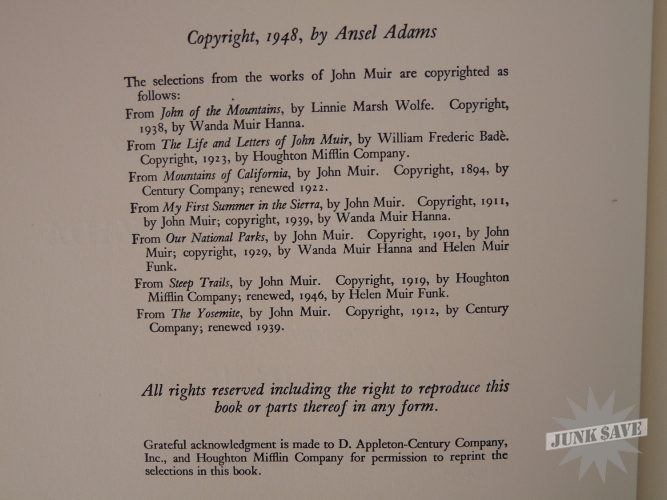 Copyright, 1948, by Ansel Adams
The selections from the works of John Muir are copyrighted as
follows:
From John of the Mountains, by Linnie Marsh Wolfe. Copyright,
1938, by Wanda Muir Hanna.
From The Life and Letters of John Muir, by William Frederic Badè.
Copyright, 1923, by Houghton Mifflin Company.
From Mountains of California, by John Muir. Copyright, 1894, by
Century Company; renewed 1922.
From My First Summer in the Sierra, by John Muir. Copyright, 1911,
by John Muir; copyright, 1939, by Wanda Muir Hanna.
From Our National Parks, by John Muir. Copyright, 1901, by John
Muir; copyright, 1929, by Wanda Muir Hanna and Helen Muir
Funk.
From Steep Trails, by John Muir. Copyright, 1919, by Houghton
Mifflin Company; renewed, 1946, by Helen Muir Funk.
From The Yosemite, by John Muir. Copyright, 1912, by Century
Company; renewed 1939.
All rights reserved including the right to reproduce this
book or parts thereof in any form.
Grateful acknowledgment is made to D. Appleton-Century Company,
Inc., and Houghton Mifflin Company for permission to reprint the
selections in this book.
JUNK SAVE